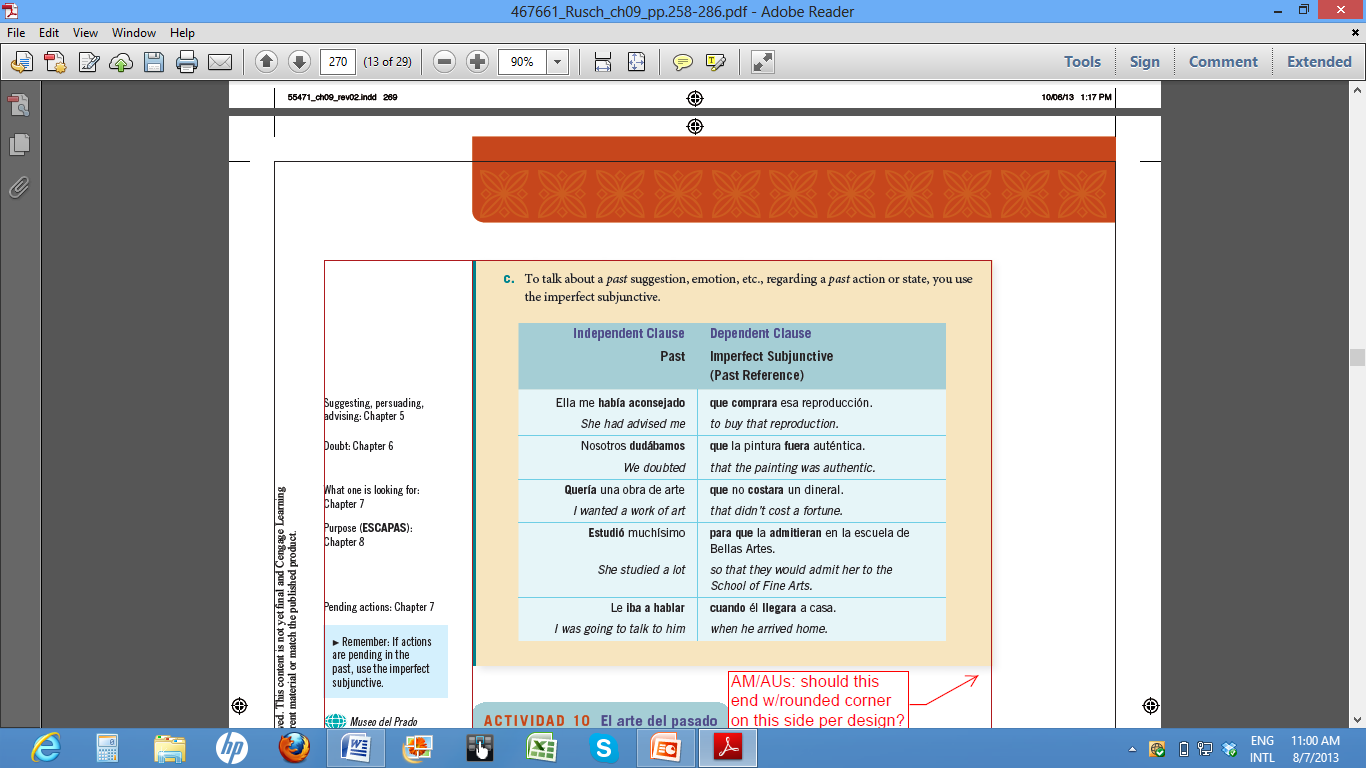 467661_Rusch_ch09_pp.258-286.pdf - Adobe Reader
File Edit View Window Help
270 (13 of 29) 90% Tools Sign Comment Extended
55471_ch09_rev02.indd 269 10/06/13 1:17 PM
c. To talk about a past suggestion, emotion, etc., regarding a past action or state, you use
the imperfect subjunctive.
Independent Clause Dependent Clause
Past Imperfect Subjunctive
(Past Reference)
Suggesting, persuading,
advising: Chapter 5
Ella me había aconsejado que comprara esa reproducción.
She had advised me to buy that reproduction.
Doubt: Chapter 6
Nosotros dudábamos que la pintura fuera auténtica.
We doubted that the painting was authentic.
What one is looking for:
Chapter 7
Quería una obra de arte que no costara un dineral.
I wanted a work of art that didn't cost a fortune.
Purpose (ESCAPAS):
Chapter 8
Estudió muchísimo para que la admitieran en la escuela de
Bellas Artes.
She studied a lot so that they would admit her to the
School of Fine Arts.
Pending actions: Chapter 7
Le iba a hablar cuando él llegara a casa.
I was going to talk to him when he arrived home.
► Remember: If actions
are pending in the
past, use the imperfect
subjunctive.
Museo del Prado
ACTIVIDAD 10 El arte del pasado
AM/AUs: should this
end w/rounded corner
on this side per design?
red. This content is not yet final and Cengage Learning
rent material or match the published product.
ENG 11:00 AM
INTL 8/7/2013